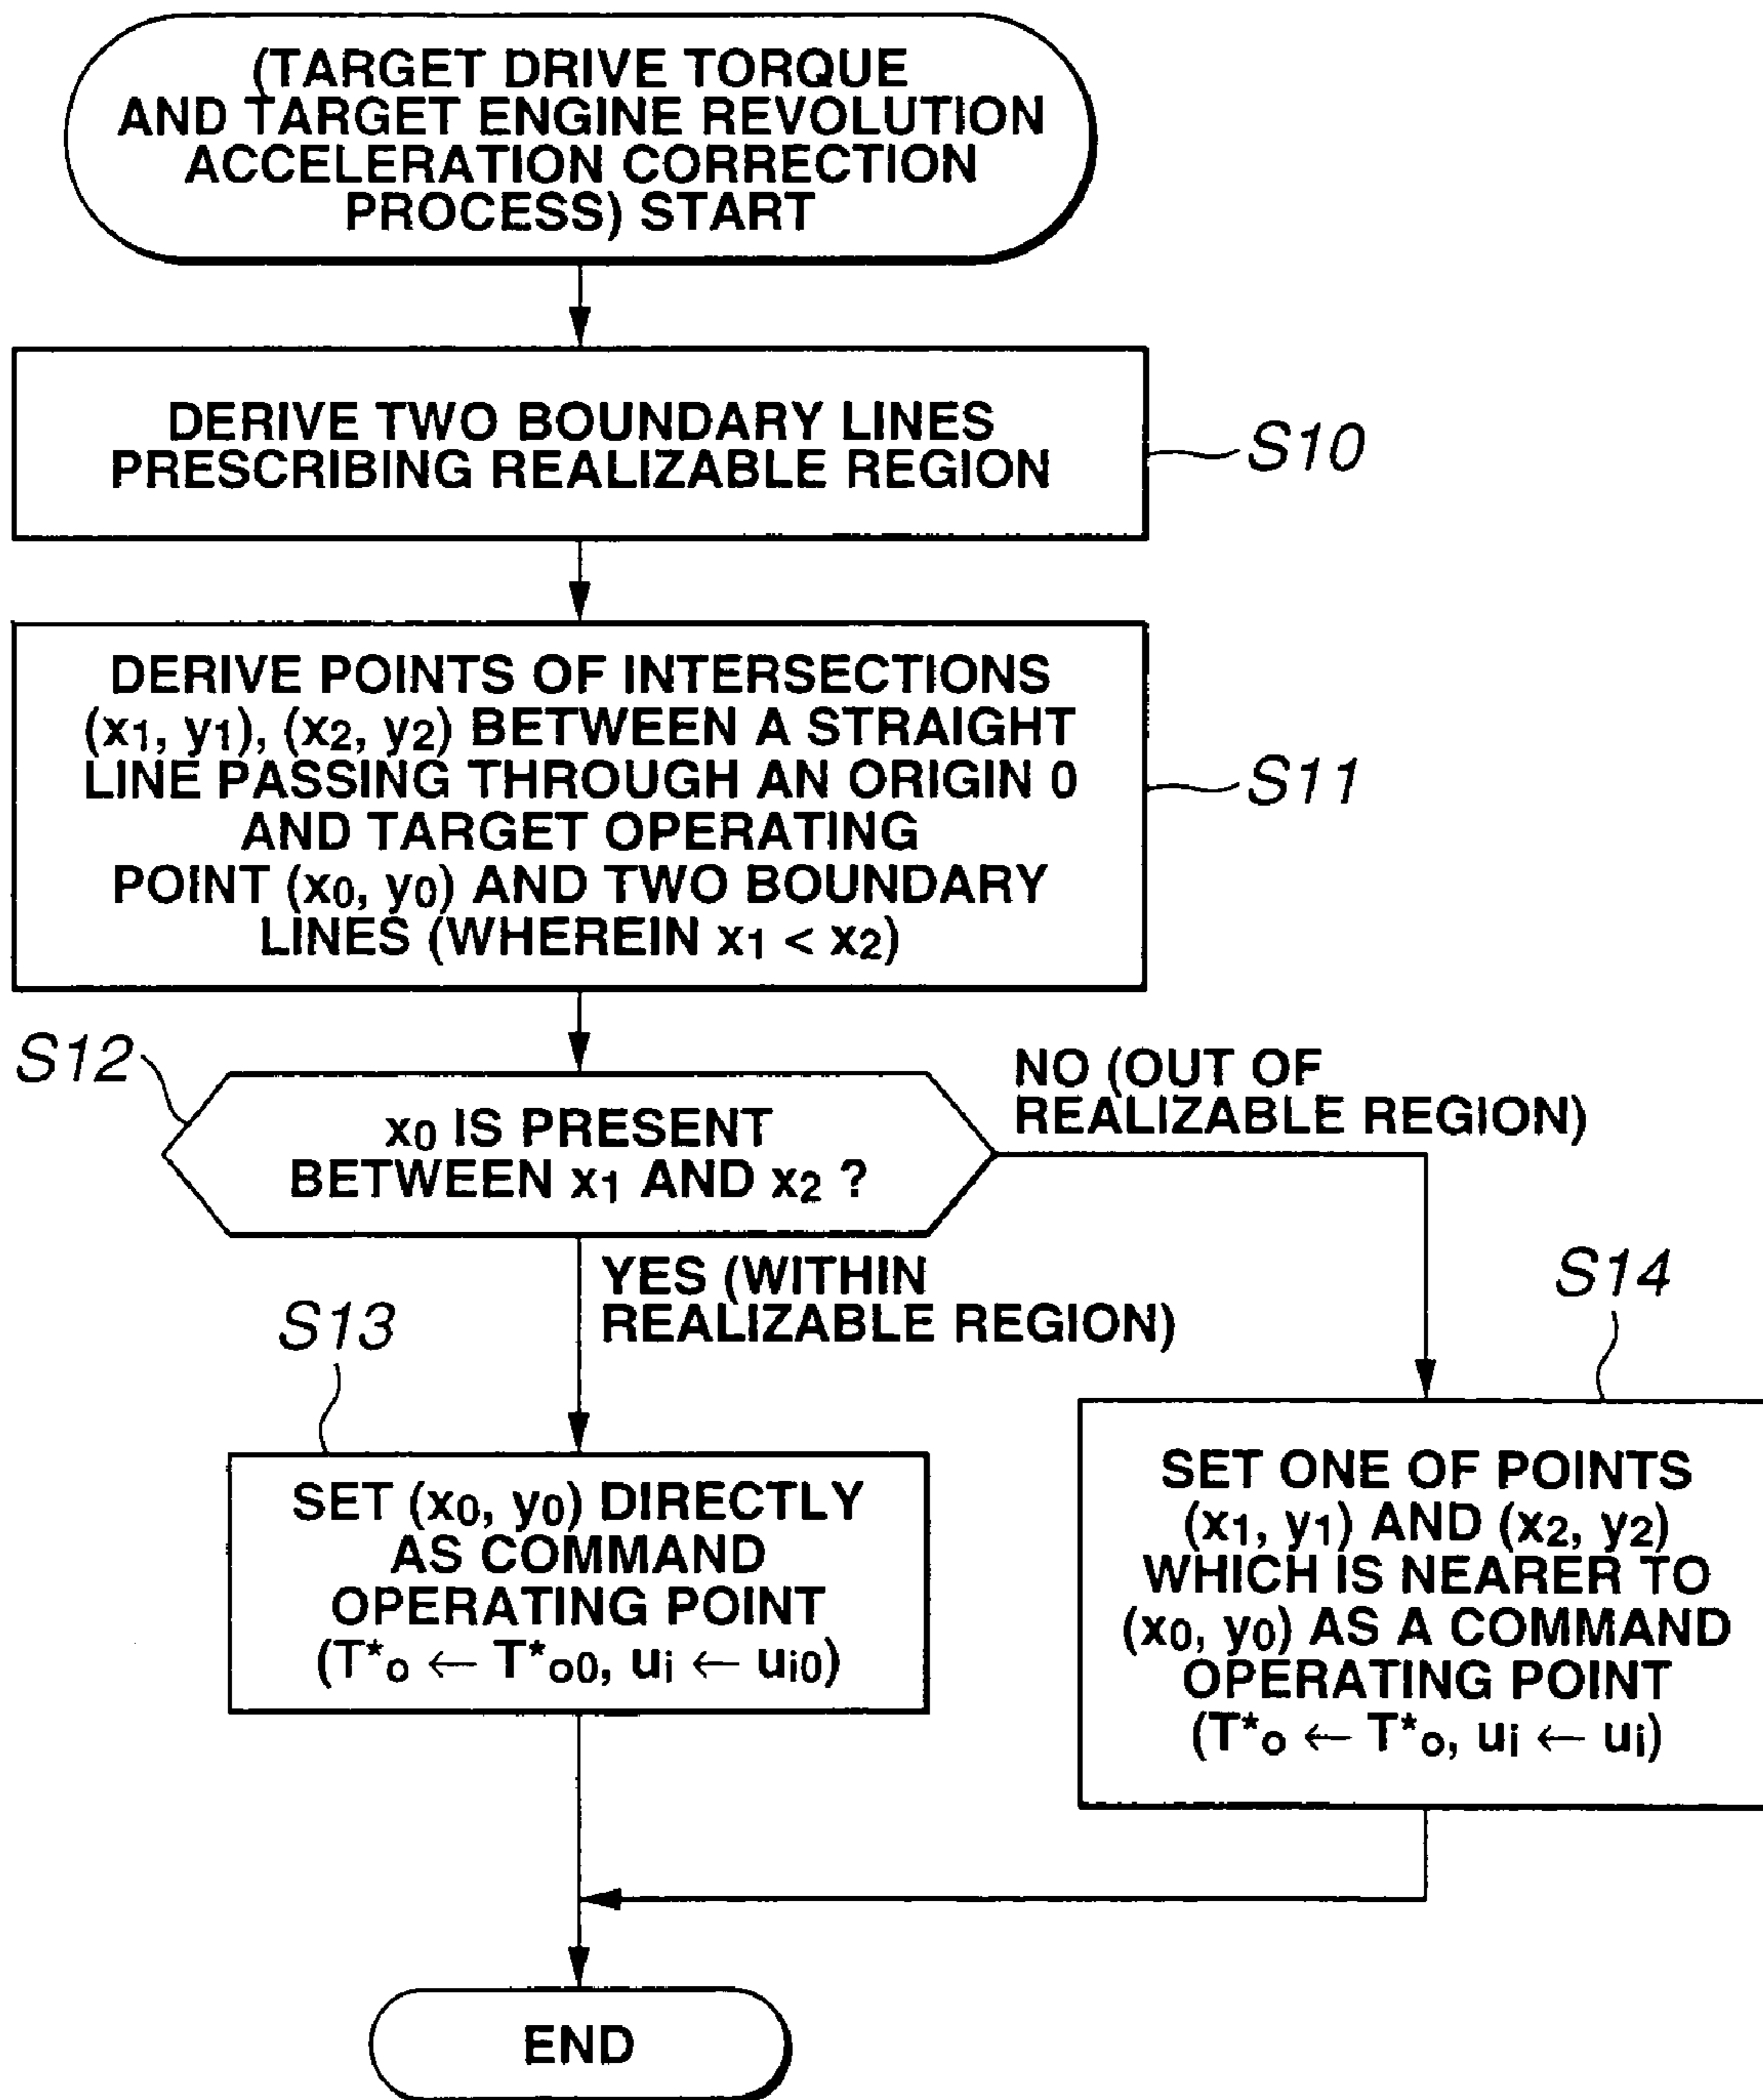 (TARGET DRIVE TORQUE
AND TARGET ENGINE REVOLUTION
ACCELERATION CORRECTION
PROCESS) START
DERIVE TWO BOUNDARY LINES
PRESCRIBING REALIZABLE REGION
S10
DERIVE POINTS OF INTERSECTIONS
(x1, y1), (x2, y2) BETWEEN A STRAIGHT
LINE PASSING THROUGH AN ORIGIN 0
AND TARGET OPERATING
POINT (x0, y0) AND TWO BOUNDARY
LINES (WHEREIN x1 < x2)
S11
S12
x0 IS PRESENT
BETWEEN x1 AND x2 ?
NO (OUT OF
REALIZABLE REGION)
YES (WITHIN
REALIZABLE REGION)
S13
SET (x0, y0) DIRECTLY
AS COMMAND
OPERATING POINT
(T*o ← T*o0, ui ← ui0)
S14
SET ONE OF POINTS
(x1, y1) AND (x2, y2)
WHICH IS NEARER TO
(x0, y0) AS A COMMAND
OPERATING POINT
(T*o ← T*o, ui ← ui)
END